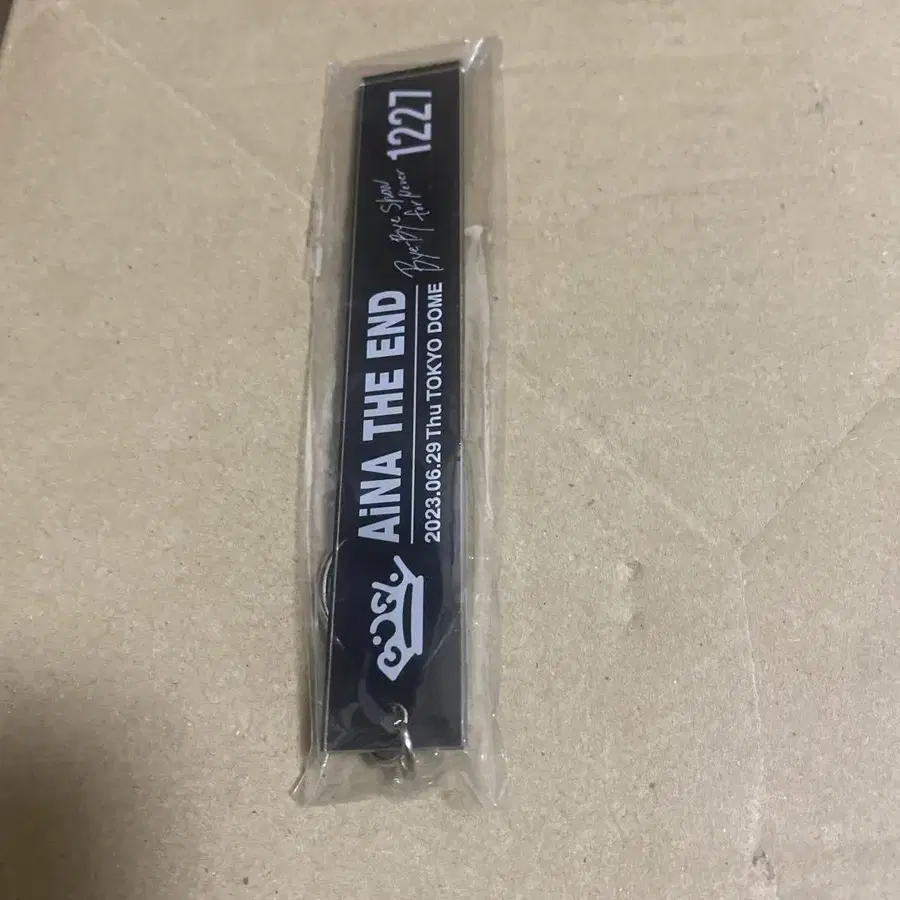 AiNA THE END
2023.06.29 Thu TOKYO DOME
Bye-Bye Show
for Never
1227